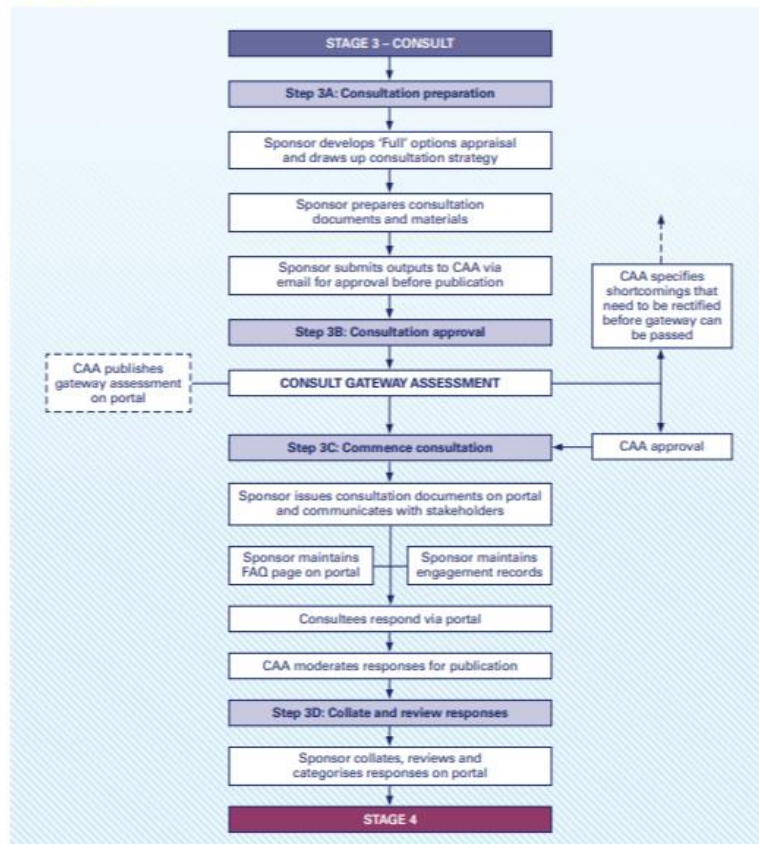 STAGE 3 – CONSULT
Step 3A: Consultation preparation
Sponsor develops ‘Full’ options appraisal
and draws up consultation strategy
Sponsor prepares consultation
documents and materials
Sponsor submits outputs to CAA via
email for approval before publication
CAA specifies
shortcomings that
need to be rectified
before gateway can
be passed
Step 3B: Consultation approval
CAA publishes
gateway assessment
on portal
CONSULT GATEWAY ASSESSMENT
Step 3C: Commence consultation
CAA approval
Sponsor issues consultation documents on portal
and communicates with stakeholders
Sponsor maintains
FAQ page on portal
Sponsor maintains
engagement records
Consultees respond via portal
CAA moderates responses for publication
Step 3D: Collate and review responses
Sponsor collates, reviews and
categorises responses on portal
STAGE 4